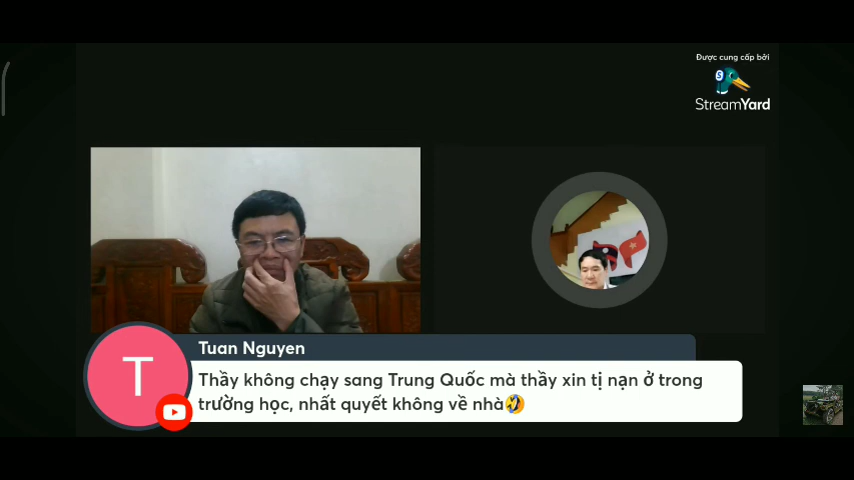 Được cung cấp bởi
StreamYard
Tuan Nguyen
T
Thầy không chạy sang Trung Quốc mà thầy xin tị nạn ở trong
trường học, nhất quyết không về nhà🤣